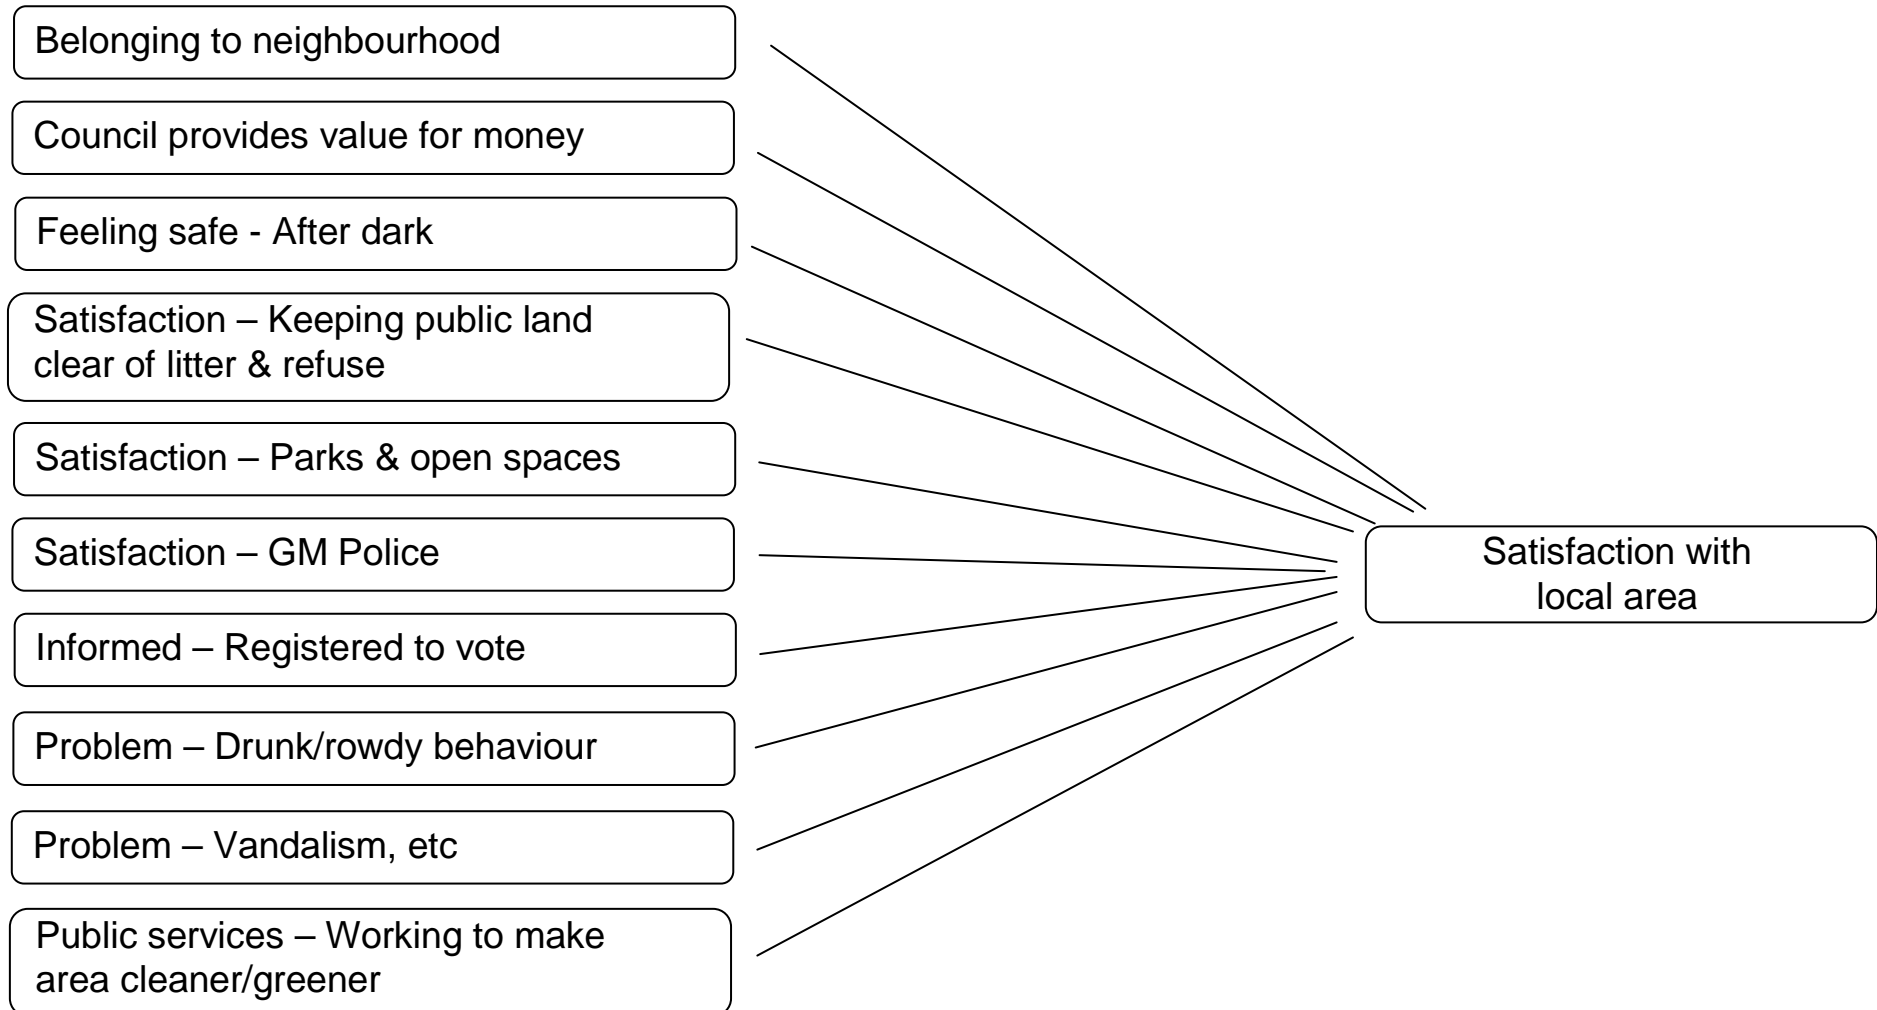 Belonging to neighbourhood
Council provides value for money
Feeling safe - After dark
Satisfaction – Keeping public land
clear of litter & refuse
Satisfaction – Parks & open spaces
Satisfaction – GM Police
Informed – Registered to vote
Problem – Drunk/rowdy behaviour
Problem – Vandalism, etc
Public services – Working to make
area cleaner/greener
Satisfaction with
local area